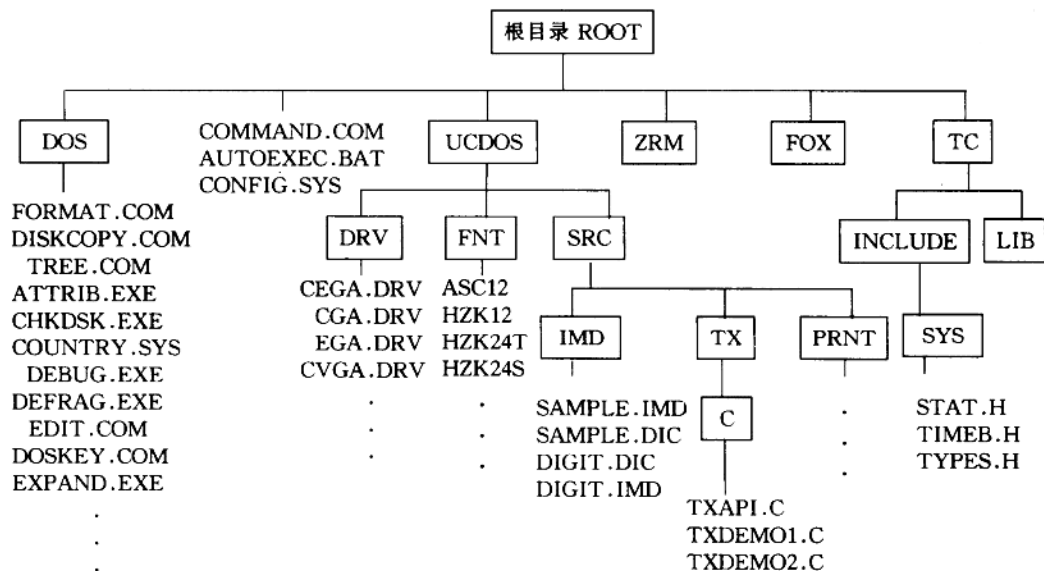 根目录 ROOT
DOS
COMMAND.COM
AUTOEXEC.BAT
CONFIG.SYS
UCDOS
ZRM
FOX
TC
FORMAT.COM
DISKCOPY.COM
TREE.COM
ATTRIB.EXE
CHKDSK.EXE
COUNTRY.SYS
DEBUG.EXE
DEFRAG.EXE
EDIT.COM
DOSKEY.COM
EXPAND.EXE
.
.
.
DRV
FNT
SRC
INCLUDE
LIB
CEGA.DRV
CGA.DRV
EGA.DRV
CVGA.DRV
.
.
.
ASC12
HZK12
HZK24T
HZK24S
.
.
.
IMD
TX
PRNT
SYS
SAMPLE.IMD
SAMPLE.DIC
DIGIT.DIC
DIGIT.IMD
C
.
.
.
STAT.H
TIMEB.H
TYPES.H
TXAPI.C
TXDEMO1.C
TXDEMO2.C